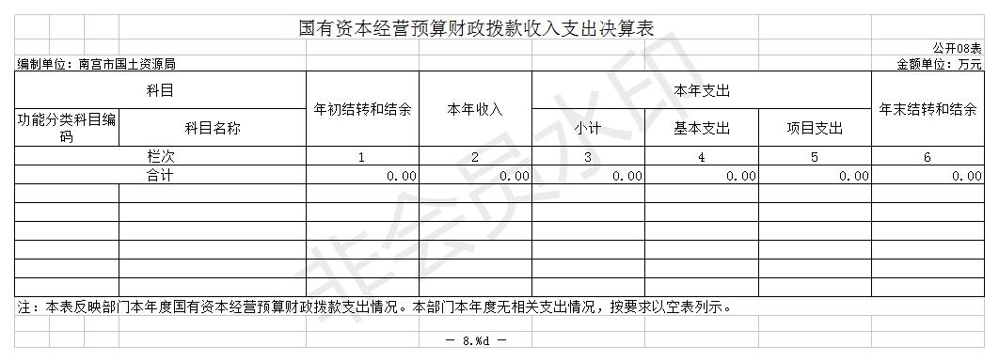 国有资本经营预算财政拨款收入支出决算表
公开08表
编制单位：南宫市国土资源局 金额单位：万元
科目 年初结转和结余 本年收入 本年支出 年末结转和结余
功能分类科目编码 科目名称 小计 基本支出 项目支出
栏次 1 2 3 4 5 6
合计 0.00 0.00 0.00 0.00 0.00 0.00
注：本表反映部门本年度国有资本经营预算财政拨款支出情况。本部门本年度无相关支出情况，按要求以空表列示。
— 8.%d —
非会员水印